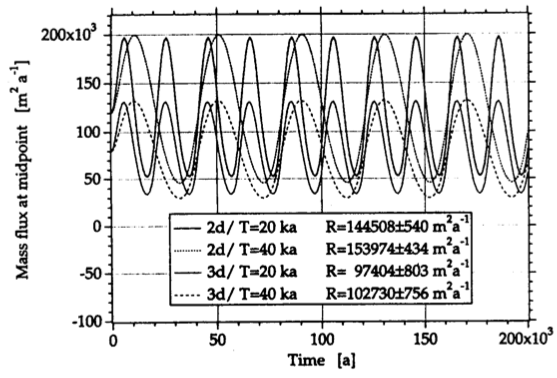 200x10³
150
100
50
0
-50
-100
Mass flux at midpoint [m² a⁻¹]
2d/ T=20 ka R=144508±540 m²a⁻¹
2d/ T=40 ka R=153974±434 m²a⁻¹
3d/ T=20 ka R= 97404±803 m²a⁻¹
3d/ T=40 ka R=102730±756 m²a⁻¹
0 50 100 150 200x10³
Time [a]